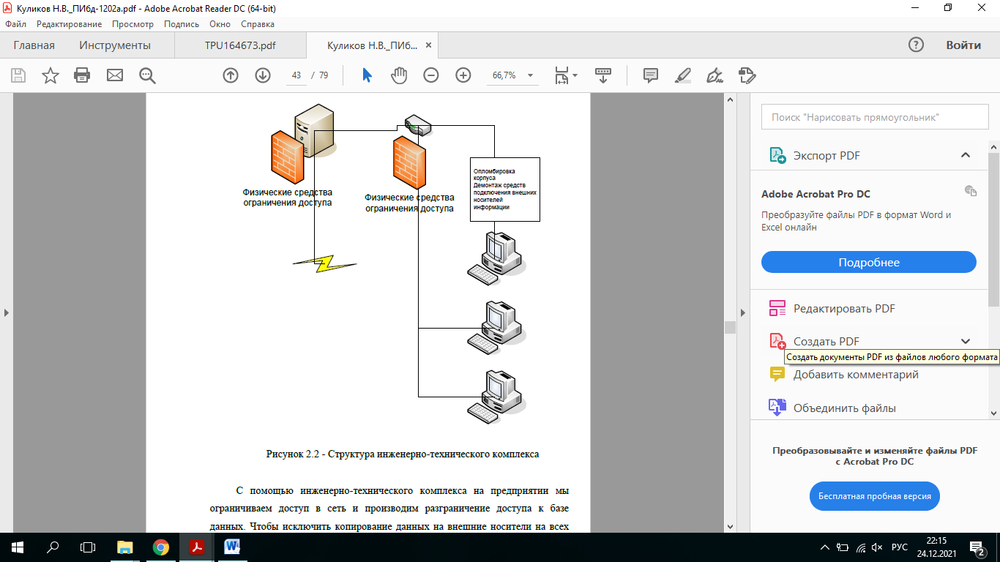 Куликов Н.В._ПИбд-1202а.pdf - Adobe Acrobat Reader DC (64-bit)
Файл Редактирование Просмотр Подпись Окно Справка
Главная Инструменты TPU164673.pdf Куликов Н.В._ПИб... × ? Войти
43 / 79 66,7%
Физические средства
ограничения доступа
Физические средства
ограничения доступа
Опломбировка
корпуса
Демонтаж средств
подключения внешних
носителей
информации
Рисунок 2.2 - Структура инженерно-технического комплекса
С помощью инженерно-технического комплекса на предприятии мы
ограничиваем доступ в сеть и производим разграничение доступа к базе
данных. Чтобы исключить копирование данных на внешние носители на всех
Поиск "Нарисовать прямоугольник"
Экспорт PDF
Adobe Acrobat Pro DC
Преобразуйте файлы PDF в формат Word и
Excel онлайн
Подробнее
Редактировать PDF
Создать PDF
Создать документы PDF из файлов любого формата
Добавить комментарий
Объединить файлы
Преобразовывайте и изменяйте файлы PDF
с Acrobat Pro DC
Бесплатная пробная версия
РУС
22:15
24.12.2021
2